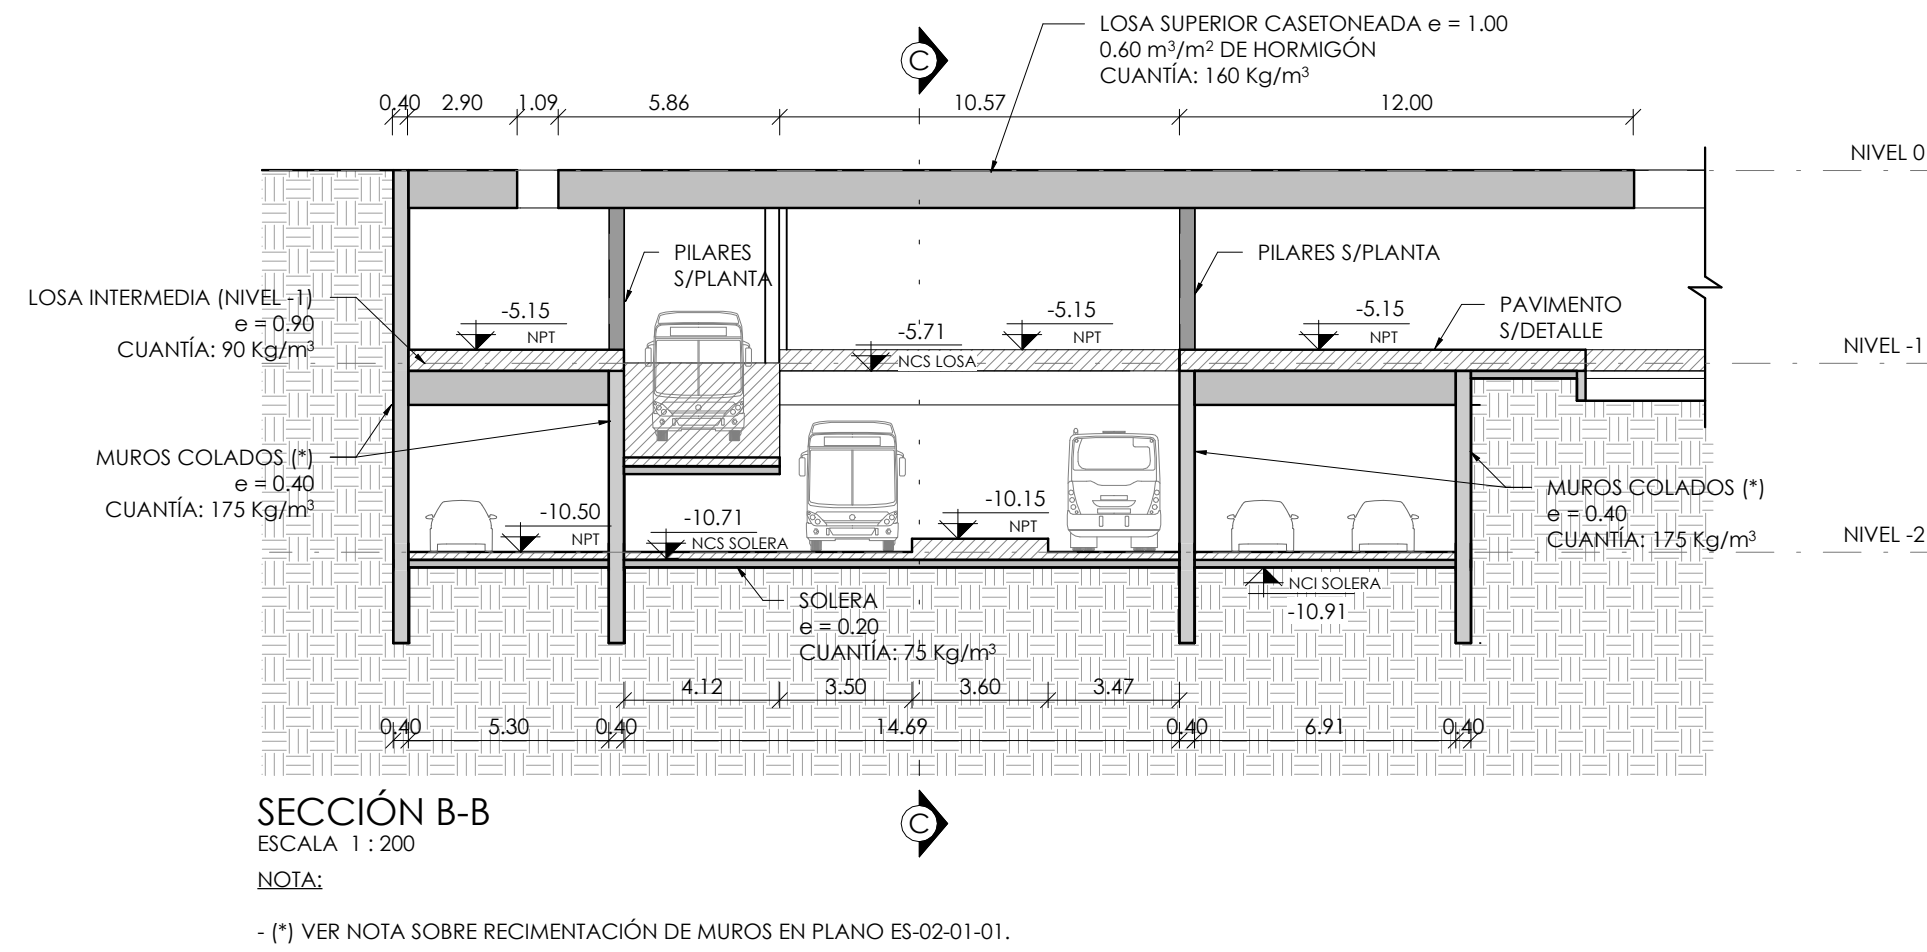 LOSA SUPERIOR CASETONEADA e = 1.00
0.60 m³/m² DE HORMIGÓN
CUANTÍA: 160 Kg/m³
C
0.40 2.90 1.09 5.86 10.57 12.00
NIVEL 0
PILARES
S/PLANTA
PILARES S/PLANTA
LOSA INTERMEDIA (NIVEL -1)
e = 0.90
CUANTÍA: 90 Kg/m³
-5.15
NPT
-5.71
NCS LOSA
-5.15
NPT
-5.15
NPT
PAVIMENTO
S/DETALLE
NIVEL -1
MUROS COLADOS (*)
e = 0.40
CUANTÍA: 175 Kg/m³
MUROS COLADOS (*)
e = 0.40
CUANTÍA: 175 Kg/m³
-10.50
NPT
-10.71
NCS SOLERA
-10.15
NPT
NIVEL -2
NCI SOLERA
-10.91
SOLERA
e = 0.20
CUANTÍA: 75 Kg/m³
4.12 3.50 3.60 3.47
0.40 5.30 0.40 14.69 0.40 6.91 0.40
SECCIÓN B-B
ESCALA 1 : 200
C
NOTA:
- (*) VER NOTA SOBRE RECIMENTACIÓN DE MUROS EN PLANO ES-02-01-01.